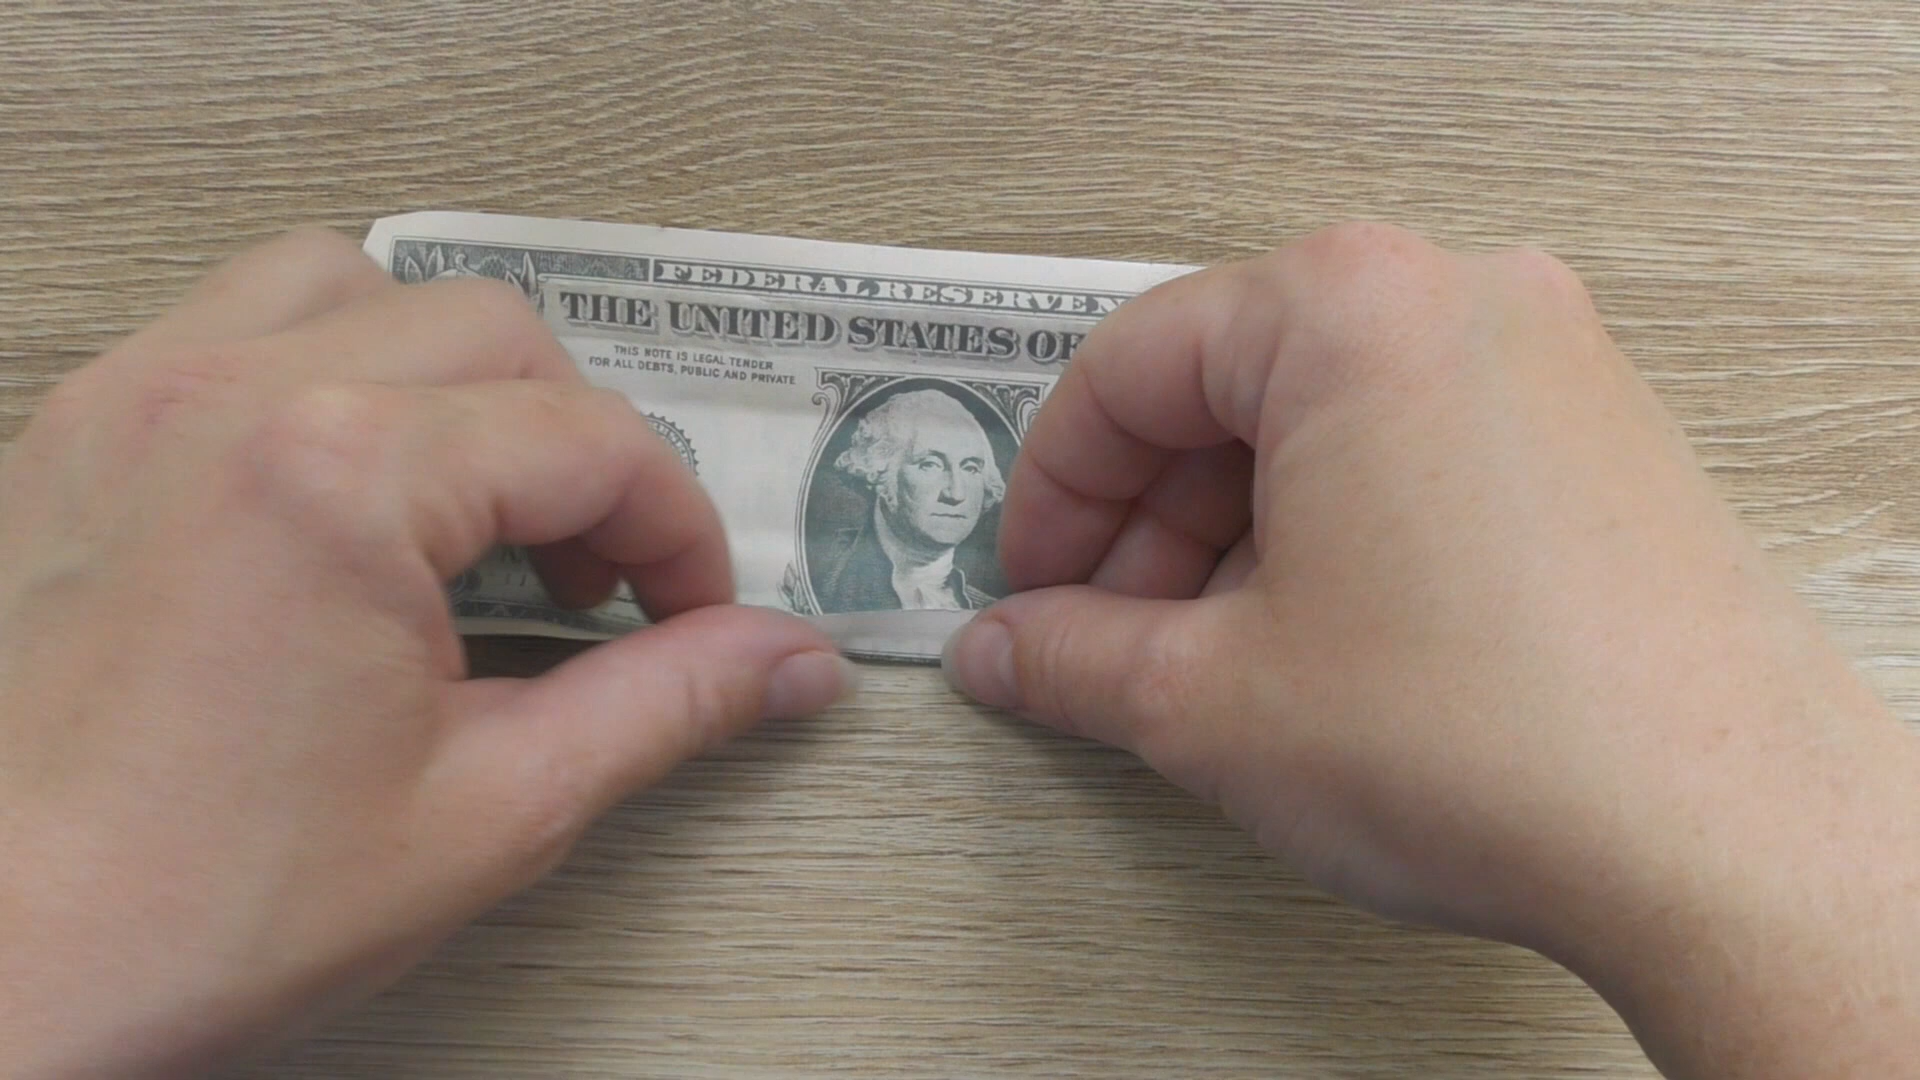 FEDERAL RESERVE N
THE UNITED STATES OF
THIS NOTE IS LEGAL TENDER
FOR ALL DEBTS, PUBLIC AND PRIVATE